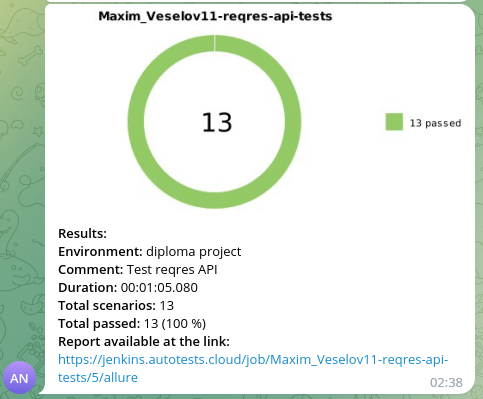 Maxim_Veselov11-reqres-api-tests
13
13 passed
Results:
Environment: diploma project
Comment: Test reqres API
Duration: 00:01:05.080
Total scenarios: 13
Total passed: 13 (100 %)
Report available at the link:
https://jenkins.autotests.cloud/job/Maxim_Veselov11-reqres-api-
tests/5/allure
AN
02:38